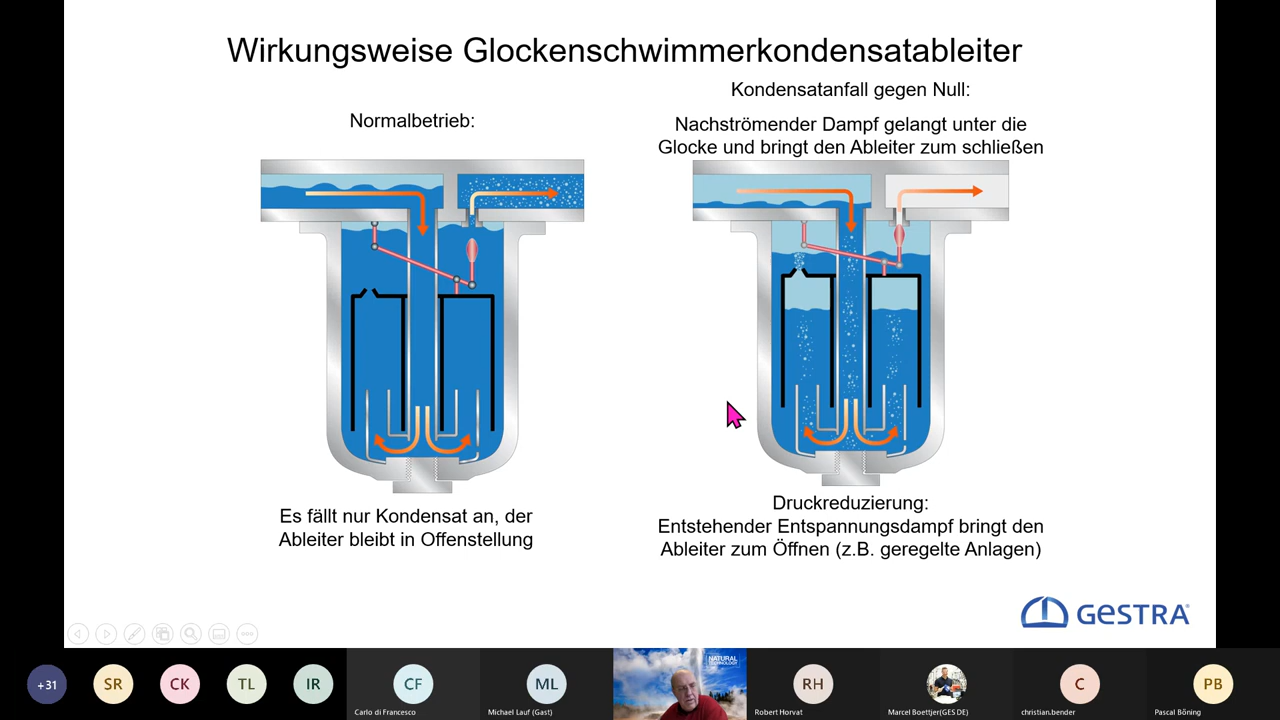 Wirkungsweise Glockenschwimmerkondensatableiter
Normalbetrieb:
Kondensatanfall gegen Null:
Nachströmender Dampf gelangt unter die
Glocke und bringt den Ableiter zum schließen
Es fällt nur Kondensat an, der
Ableiter bleibt in Offenstellung
Druckreduzierung:
Entstehender Entspannungsdampf bringt den
Ableiter zum Öffnen (z.B. geregelte Anlagen)
GESTRA®
+31
SR
CK
TL
IR
CF
Carlo di Francesco
ML
Michael Lauf (Gast)
NATURAL
TECHNOLOGY
RH
Robert Horvat
Marcel Boettjer(GES DE)
C
christian.bender
PB
Pascal Böning